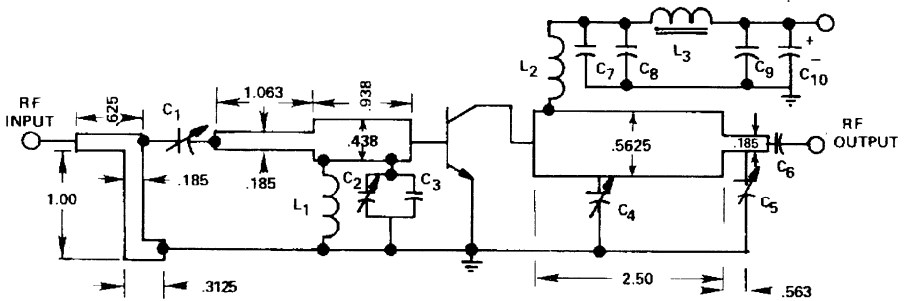 L2
C7
C8
L3
C9
+
−
C10
RF
INPUT
.625
C1
1.063
.938
.438
.185
1.00
.185
L1
C2
C3
.3125
.5625
.185
C6
RF
OUTPUT
C4
C5
2.50
.563